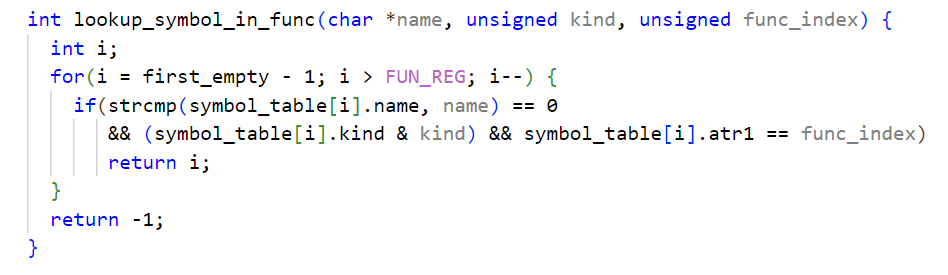 int lookup_symbol_in_func(char *name, unsigned kind, unsigned func_index) {
  int i;
  for(i = first_empty - 1; i > FUN_REG; i--) {
    if(strcmp(symbol_table[i].name, name) == 0
       && (symbol_table[i].kind & kind) && symbol_table[i].atr1 == func_index)
       return i;
  }
  return -1;
}